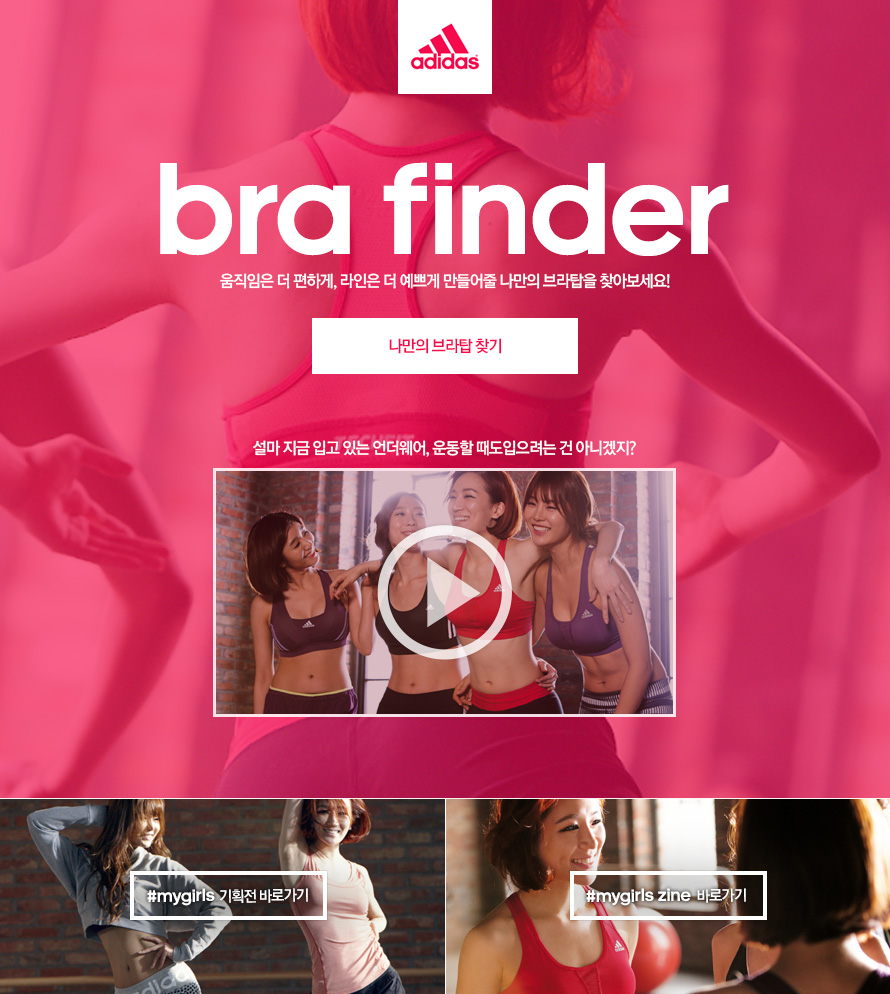 adidas
bra finder
움직임은 더 편하게, 라인은 더 예쁘게 만들어줄 나만의 브라탑을 찾아보세요!
나만의 브라탑 찾기
TECHFIT
설마 지금 입고 있는 언더웨어, 운동할 때도입으려는 건 아니겠지?
#mygirls 기획전 바로가기
#mygirls zine 바로가기
adidas